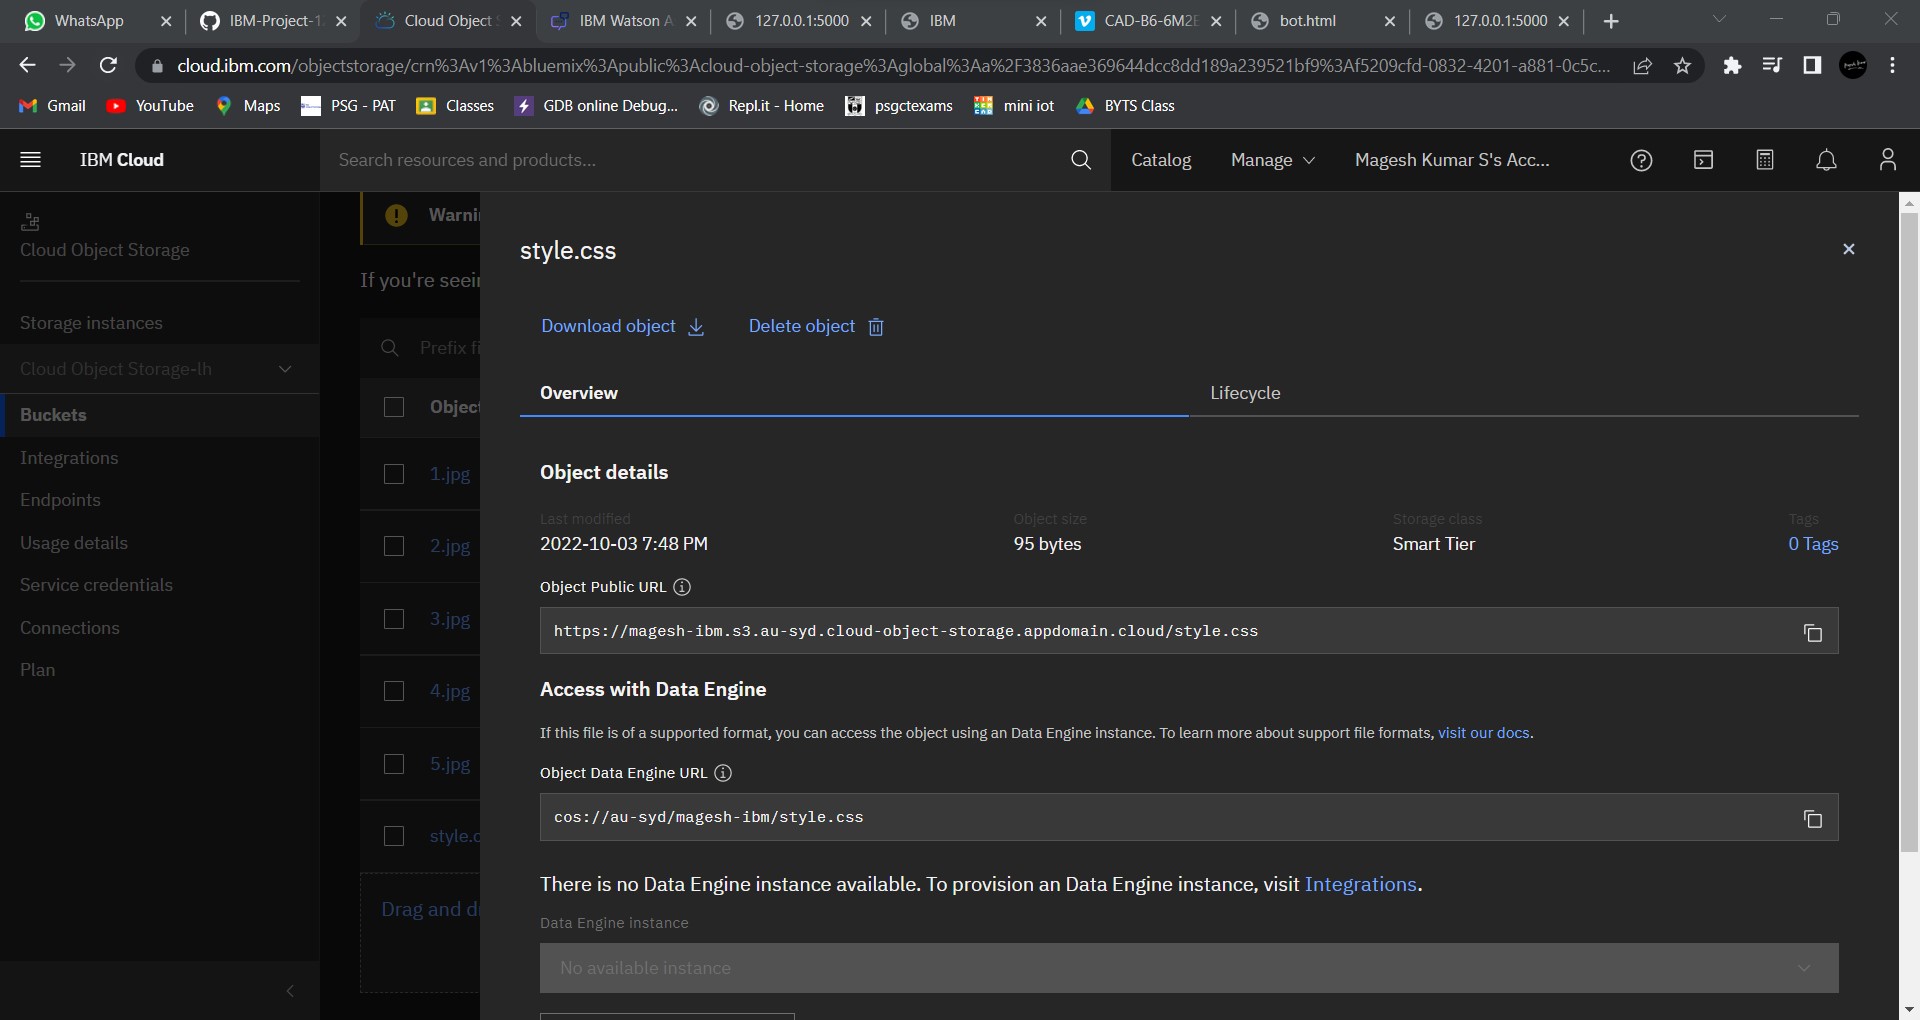 WhatsApp
IBM-Project-1
Cloud Object S
IBM Watson A
127.0.0.1:5000
IBM
CAD-B6-6M2E
bot.html
127.0.0.1:5000
cloud.ibm.com/objectstorage/crn%3Av1%3Abluemix%3Apublic%3Acloud-object-storage%3Aglobal%3Aa%2F3836aae369644dcc8dd189a239521bf9%3Af5209cfd-0832-4201-a881-0c5c...
Gmail
YouTube
Maps
PSG - PAT
Classes
GDB online Debug...
Repl.it - Home
psgctexams
mini iot
BYTS Class
IBM Cloud
Search resources and products...
Catalog
Manage
Magesh Kumar S's Acc...
Cloud Object Storage
Storage instances
Cloud Object Storage-lh
Buckets
Integrations
Endpoints
Usage details
Service credentials
Connections
Plan
Warni
If you're seei
Prefix fi
Object
1.jpg
2.jpg
3.jpg
4.jpg
5.jpg
style.c
Drag and d
style.css
Download object
Delete object
Overview
Lifecycle
Object details
Last modified
2022-10-03 7:48 PM
Object size
95 bytes
Storage class
Smart Tier
Tags
0 Tags
Object Public URL
https://magesh-ibm.s3.au-syd.cloud-object-storage.appdomain.cloud/style.css
Access with Data Engine
If this file is of a supported format, you can access the object using an Data Engine instance. To learn more about support file formats, visit our docs.
Object Data Engine URL
cos://au-syd/magesh-ibm/style.css
There is no Data Engine instance available. To provision an Data Engine instance, visit Integrations.
Data Engine instance
No available instance